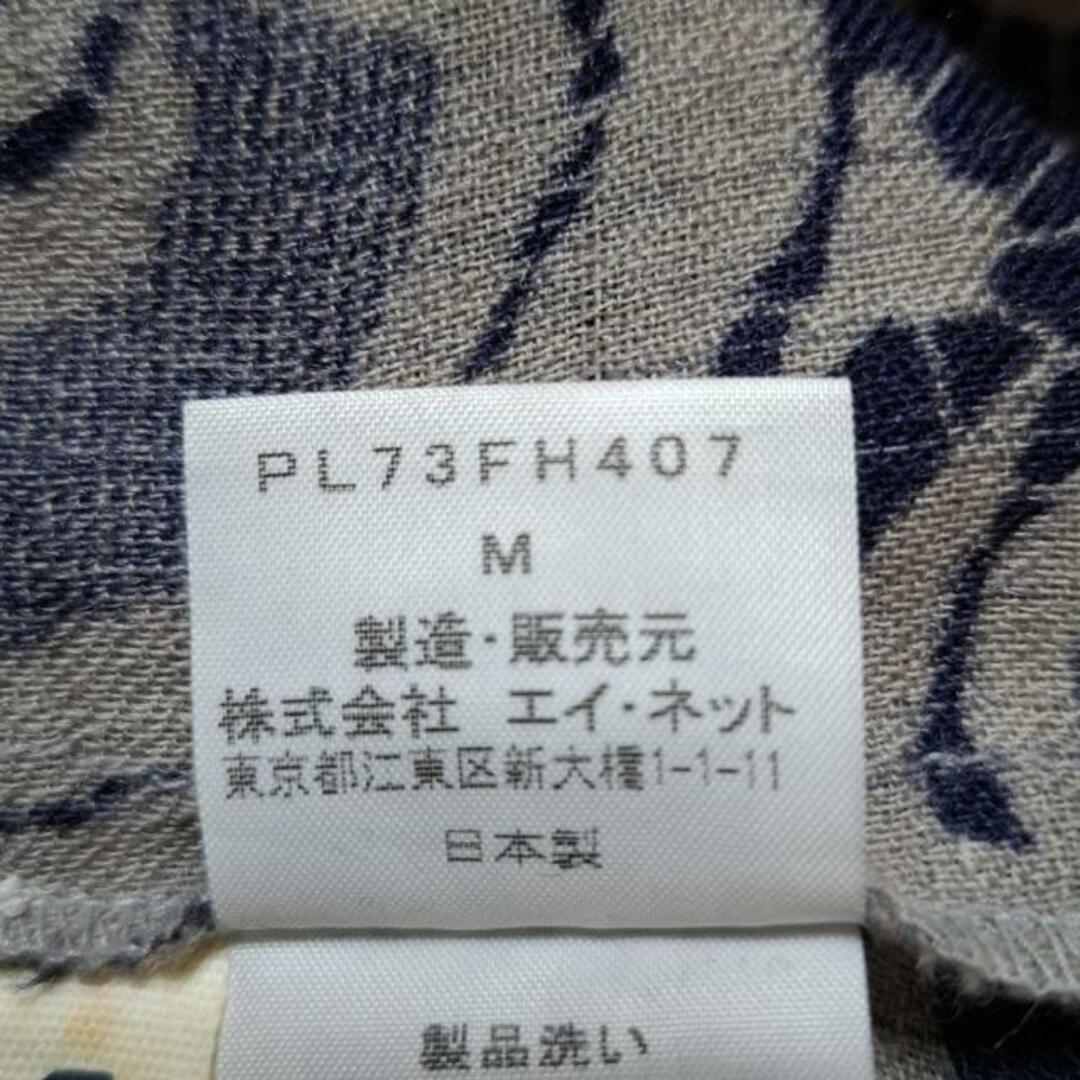 PL73FH407
M
製造・販売元
株式会社 エイ・ネット
東京都江東区新大橋1-1-11
日本製
製品洗い